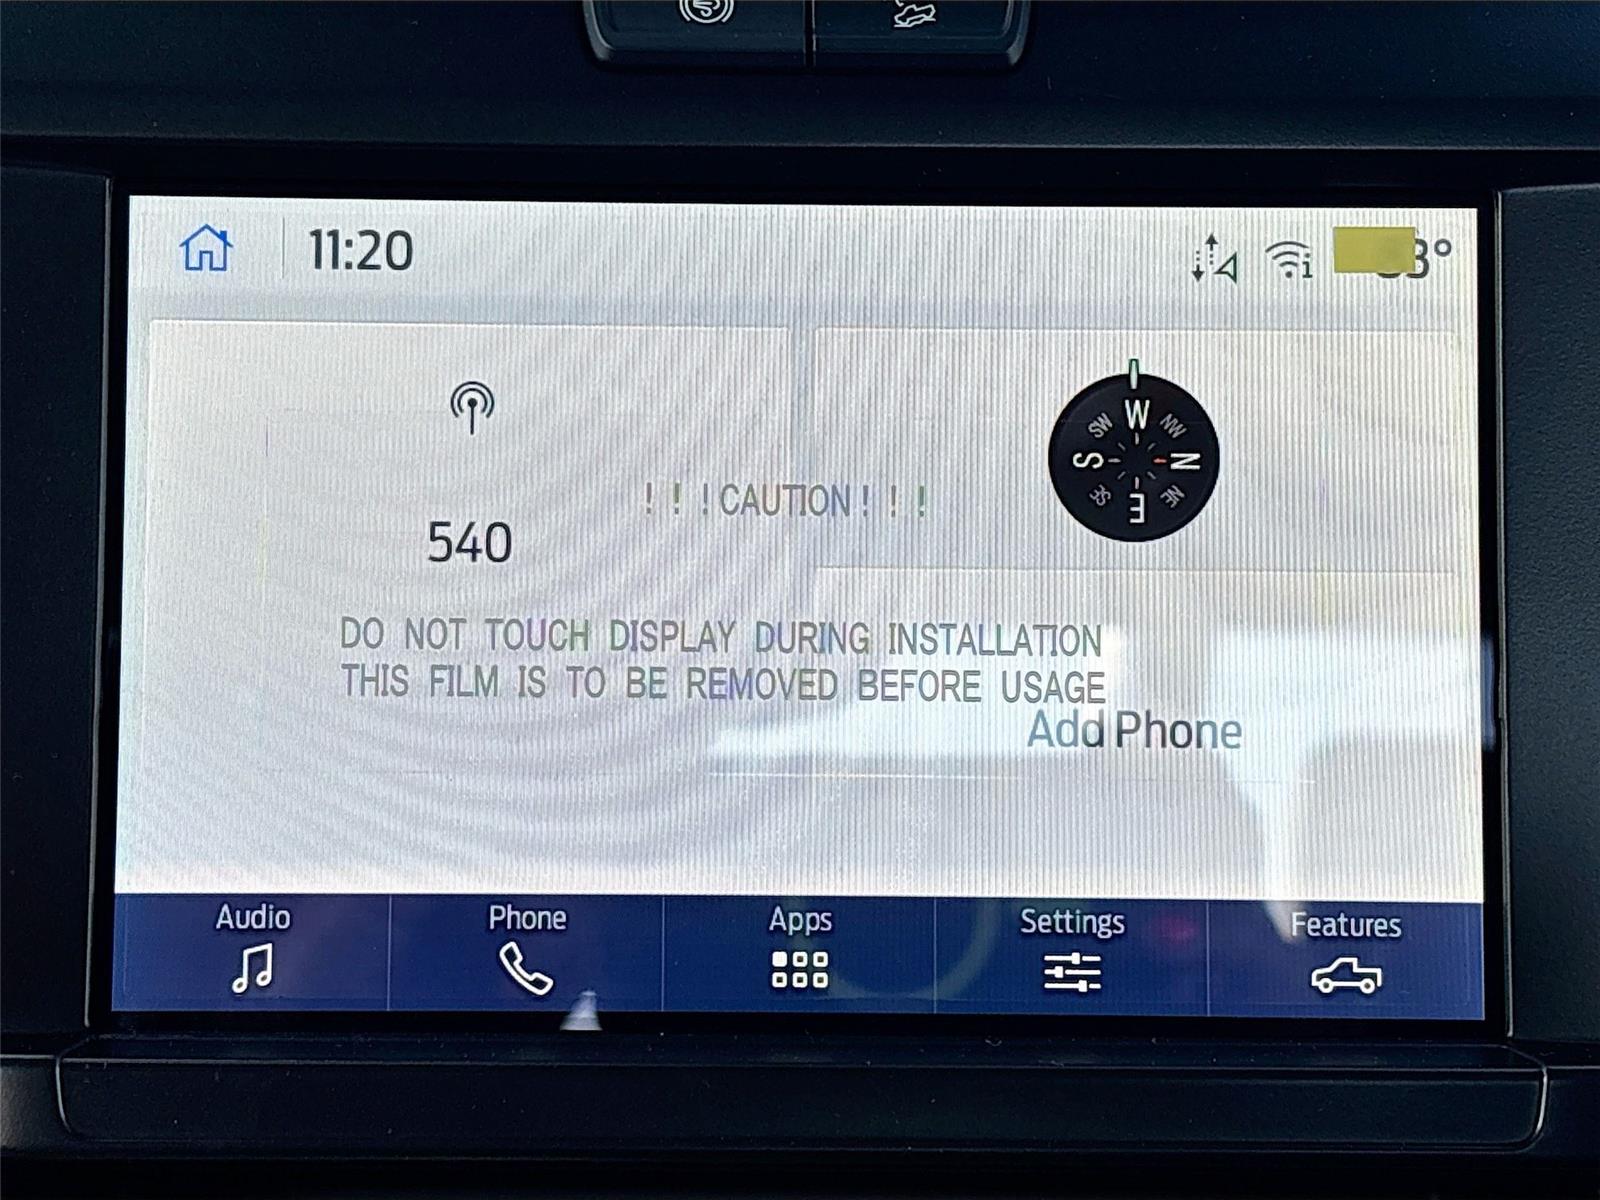 11:20
!!!CAUTION!!!
540
W
SW
NW
S
N
SE
NE
E
DO NOT TOUCH DISPLAY DURING INSTALLATION
THIS FILM IS TO BE REMOVED BEFORE USAGE
Add Phone
Audio
Phone
Apps
Settings
Features